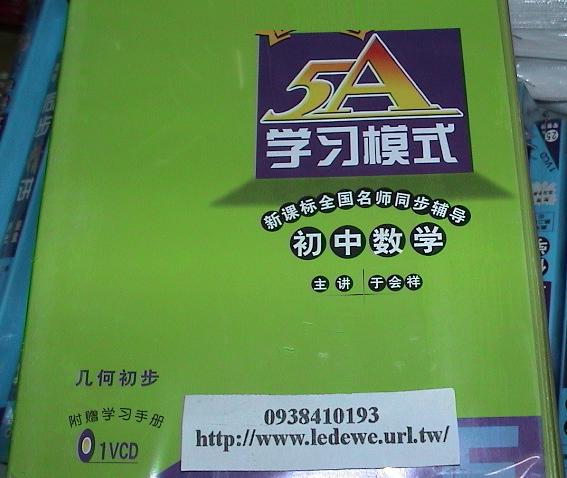 5A
学习模式
新课标全国名师同步辅导
初中数学
主讲 于会祥
几何初步
附赠学习手册
1VCD
0938410193
http://www.ledewe.url.tw/
1VCD